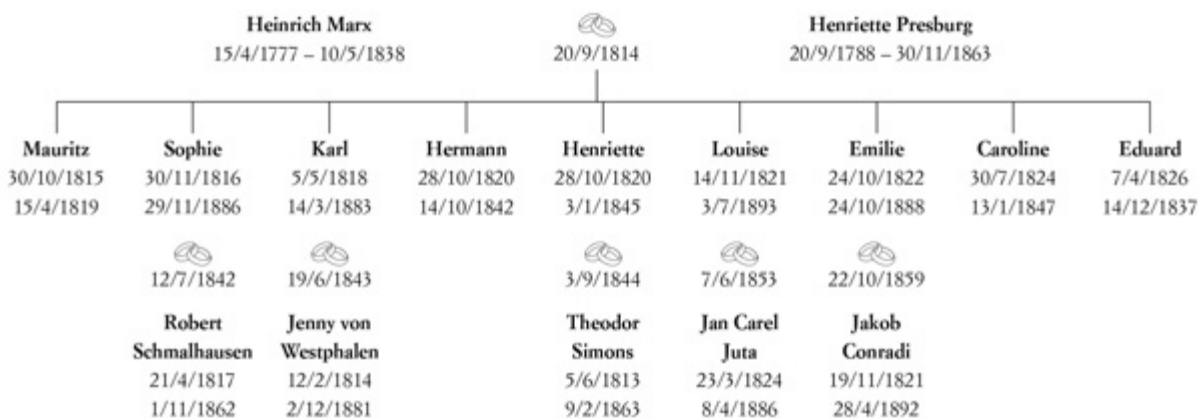 Heinrich Marx Henriette Presburg
15/4/1777 – 10/5/1838 20/9/1814 20/9/1788 – 30/11/1863
Mauritz Sophie Karl Hermann Henriette Louise Emilie Caroline Eduard
30/10/1815 30/11/1816 5/5/1818 28/10/1820 28/10/1820 14/11/1821 24/10/1822 30/7/1824 7/4/1826
15/4/1819 29/11/1886 14/3/1883 14/10/1842 3/1/1845 3/7/1893 24/10/1888 13/1/1847 14/12/1837
12/7/1842 19/6/1843 3/9/1844 7/6/1853 22/10/1859
Robert Jenny von Theodor Jan Carel Jakob
Schmalhausen Westphalen Simons Juta Conradi
21/4/1817 12/2/1814 5/6/1813 23/3/1824 19/11/1821
1/11/1862 2/12/1881 9/2/1863 8/4/1886 28/4/1892